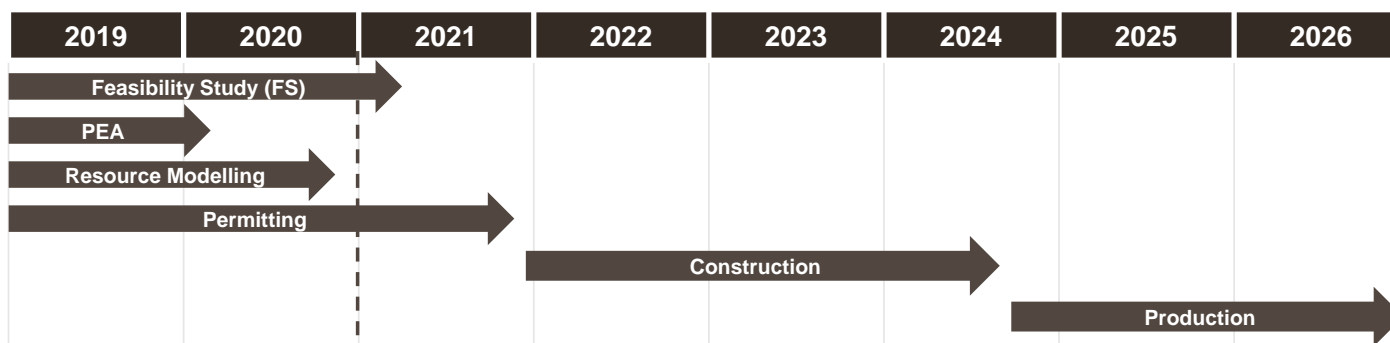 2019 2020 2021 2022 2023 2024 2025 2026
Feasibility Study (FS)
PEA
Resource Modelling
Permitting
Construction
Production